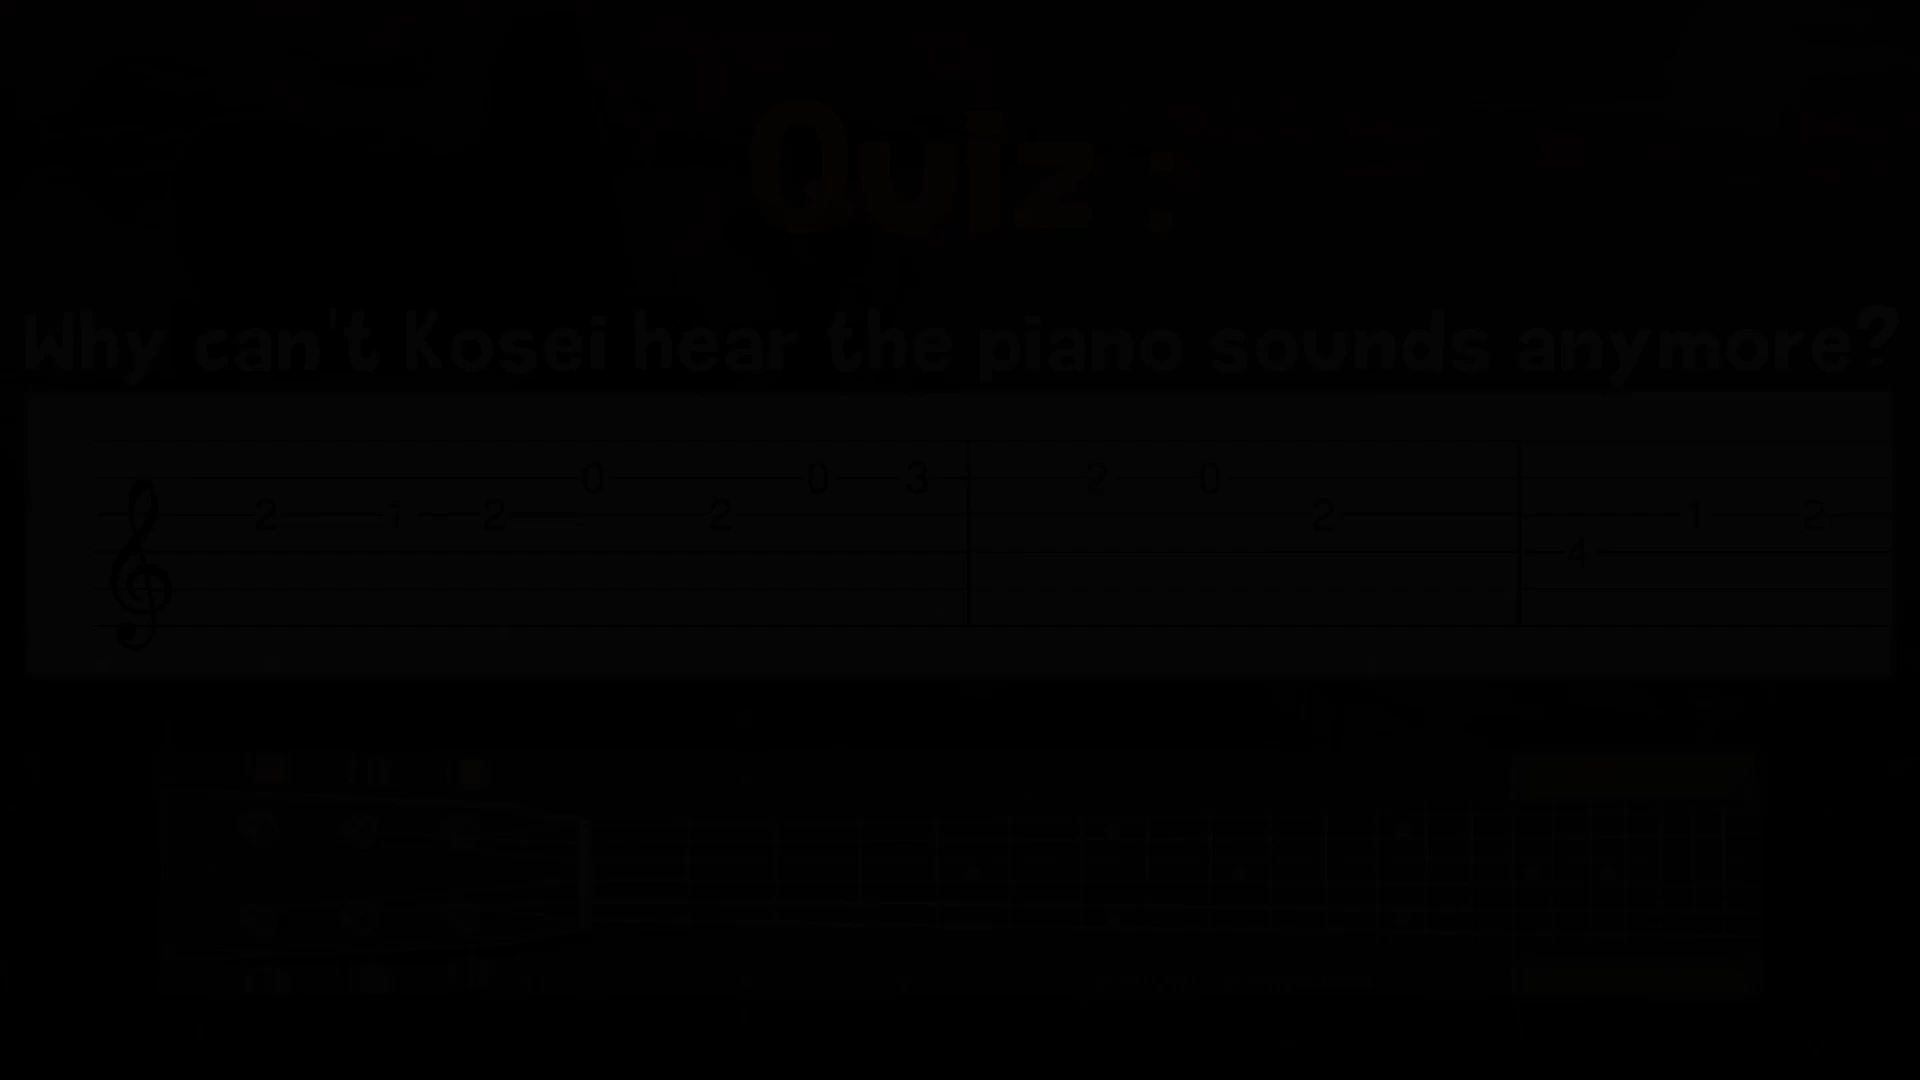 Quiz :
Why can't Kosei hear the piano sounds anymore?
0 0 3 2 0
2 1 2 2 2 1 2
4